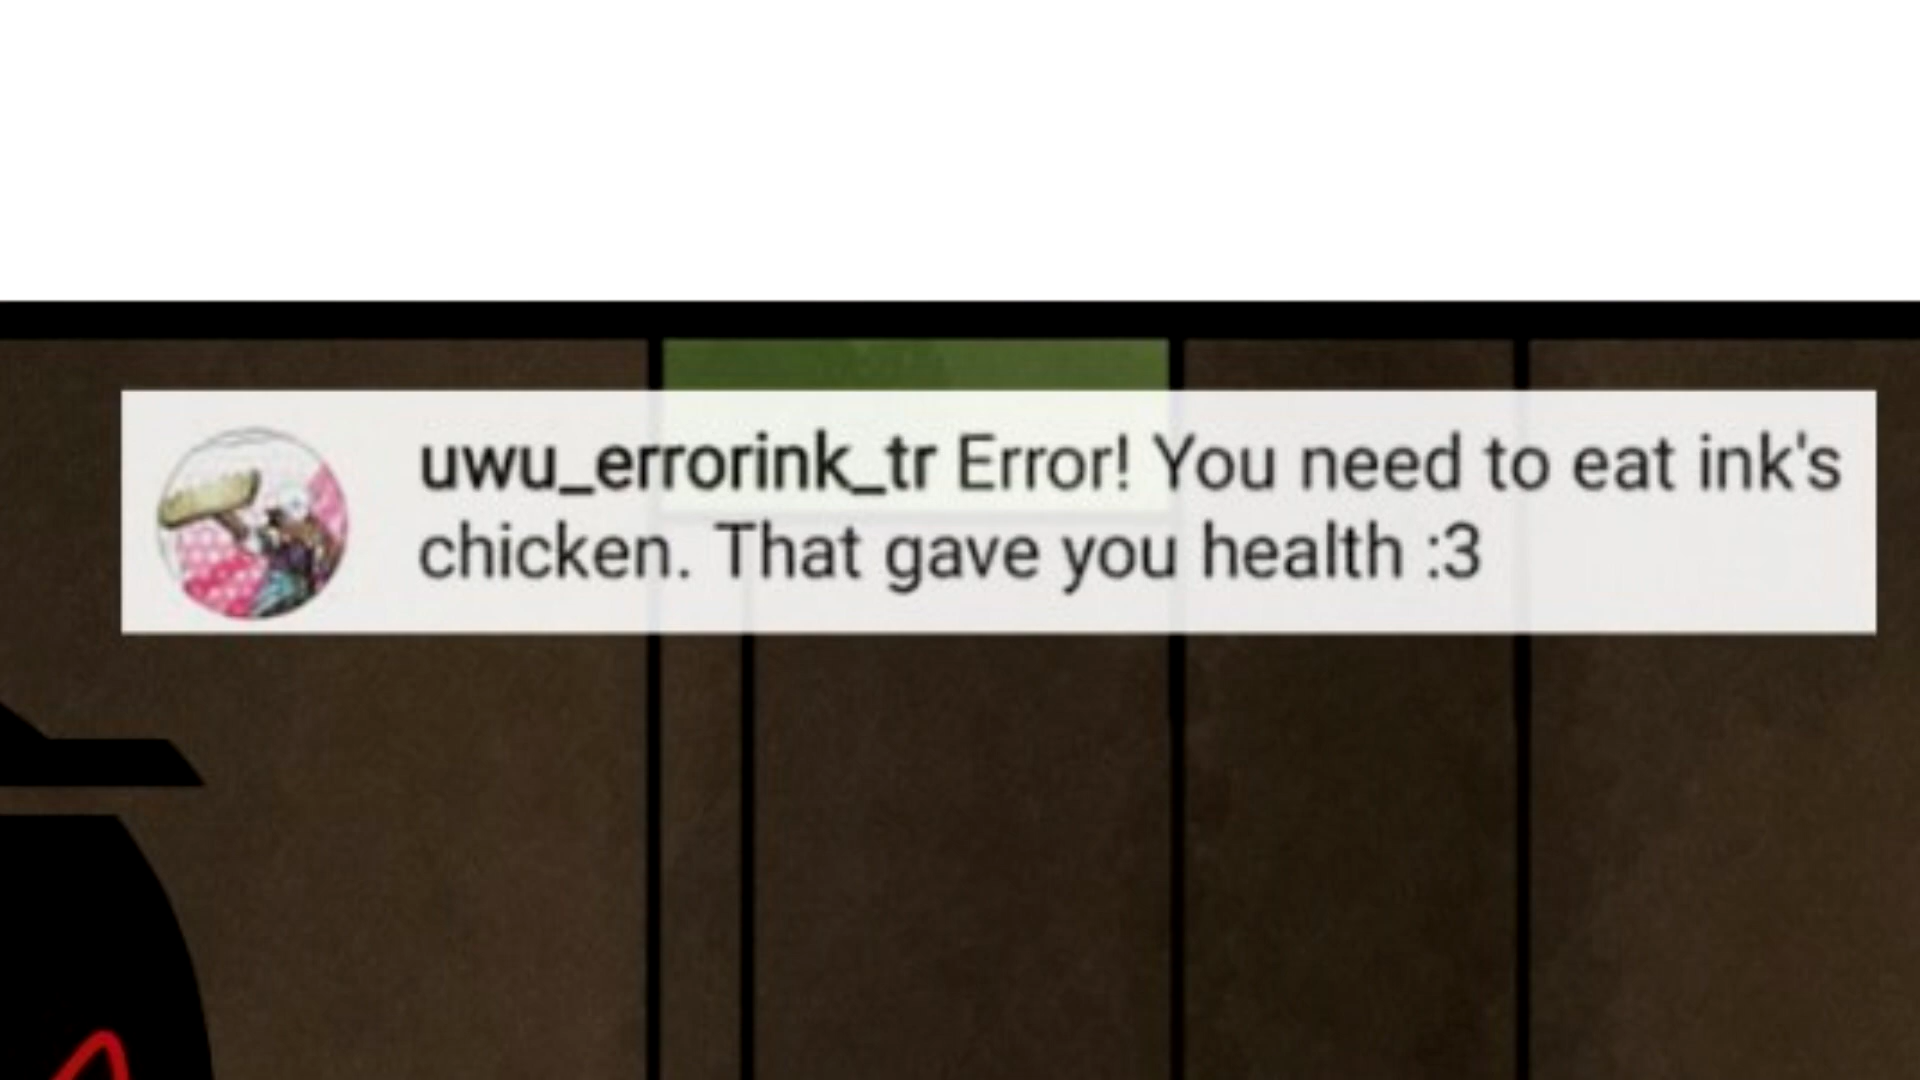 uwu_errorink_tr Error! You need to eat ink's
chicken. That gave you health :3